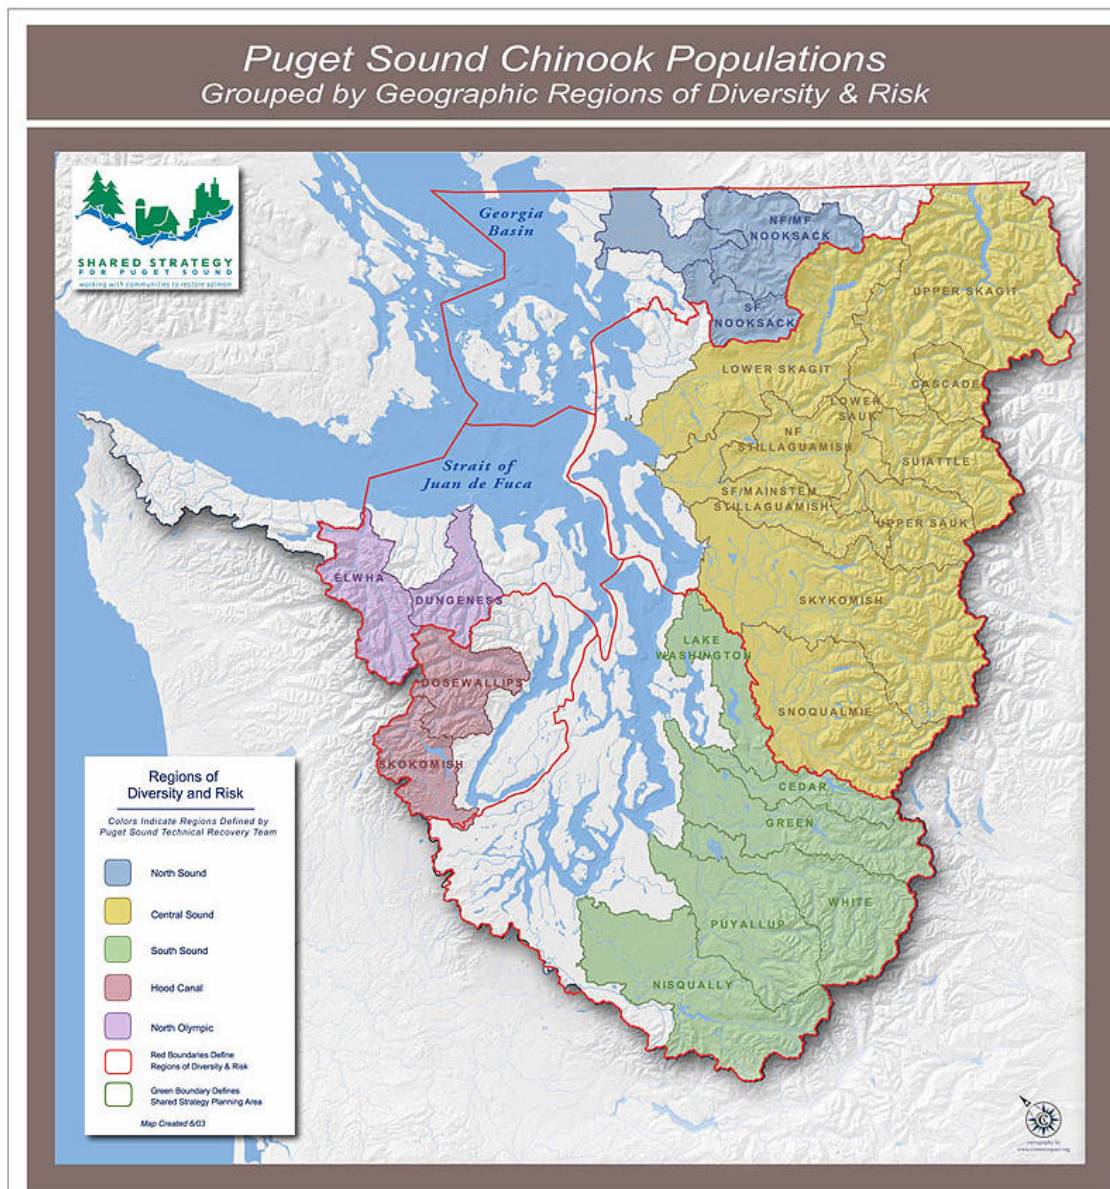 Puget Sound Chinook Populations
Grouped by Geographic Regions of Diversity & Risk
SHARED STRATEGY
FOR PUGET SOUND
working with communities to restore salmon
Georgia
Basin
NF/MF
NOOKSACK
SF
NOOKSACK
UPPER SKAGIT
LOWER SKAGIT
CASCADE
LOWER
SAUK
NF
STILLAGUAMISH
SUIATTLE
Strait of
Juan de Fuca
SF/MAINSTEM
STILLAGUAMISH
UPPER SAUK
ELWHA
DUNGENESS
SKYKOMISH
LAKE
WASHINGTON
DOSEWALLIPS
SNOQUALMIE
SKOKOMISH
CEDAR
GREEN
WHITE
PUYALLUP
NISQUALLY
Regions of
Diversity and Risk
Colors Indicate Regions Defined by
Puget Sound Technical Recovery Team
North Sound
Central Sound
South Sound
Hood Canal
North Olympic
Red Boundaries Define
Regions of Diversity & Risk
Green Boundary Defines
Shared Strategy Planning Area
Map Created 6/03
cartography by